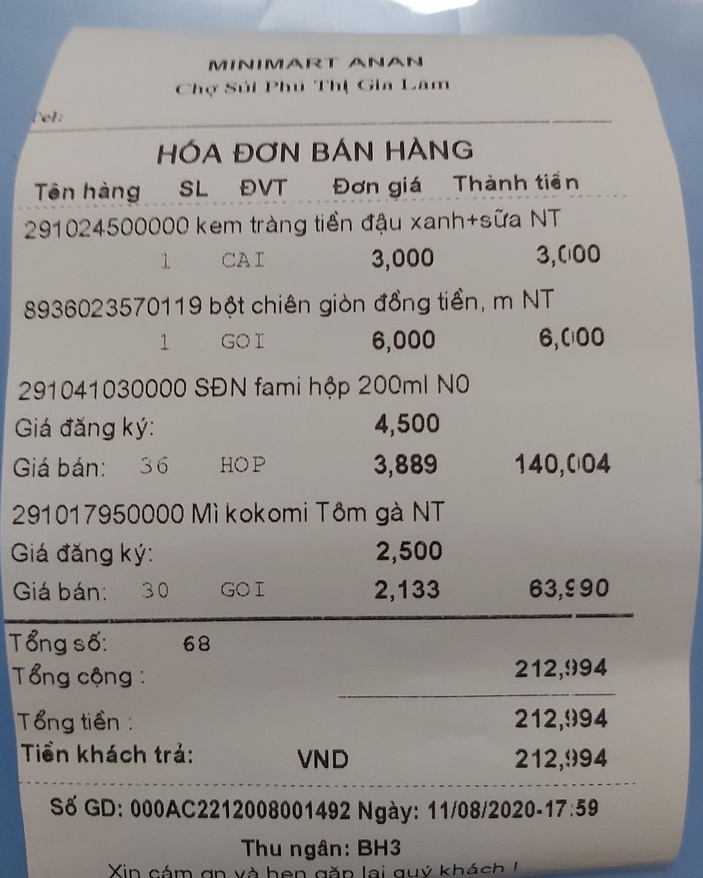 MINIMART ANAN
Chợ Sủi Phú Thị Gia Lâm
Tel:
HÓA ĐƠN BÁN HÀNG
Tên hàng SL ĐVT Đơn giá Thành tiền
291024500000 kem tràng tiền đậu xanh+sữa NT
1 CAI 3,000 3,000
8936023570119 bột chiên giòn đồng tiền, m NT
1 GOI 6,000 6,000
291041030000 SĐN fami hộp 200ml N0
Giá đăng ký: 4,500
Giá bán: 36 HOP 3,889 140,004
291017950000 Mì kokomi Tôm gà NT
Giá đăng ký: 2,500
Giá bán: 30 GOI 2,133 63,990
Tổng số: 68
Tổng cộng : 212,994
Tổng tiền : 212,994
Tiền khách trả: VND 212,994
Số GD: 000AC2212008001492 Ngày: 11/08/2020-17:59
Thu ngân: BH3
Xin cám ơn và hẹn gặp lại quý khách !